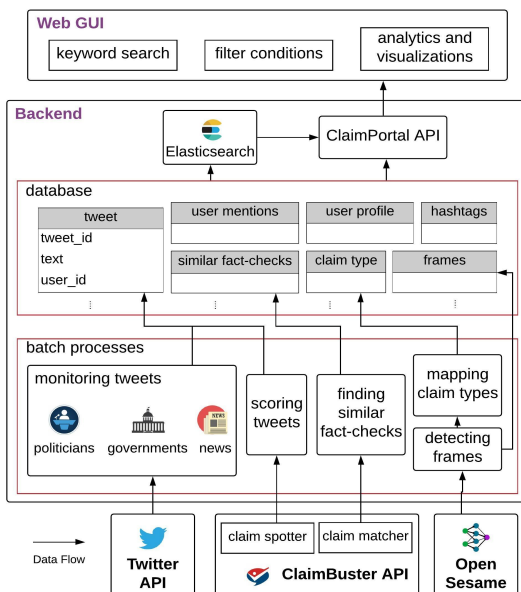 Web GUI
keyword search
filter conditions
analytics and
visualizations
Backend
Elasticsearch
ClaimPortal API
database
tweet
tweet_id
text
user_id
user mentions
user profile
hashtags
similar fact-checks
claim type
frames
batch processes
monitoring tweets
politicians
governments
news
scoring
tweets
finding
similar
fact-checks
mapping
claim types
detecting
frames
Data Flow
Twitter
API
claim spotter
claim matcher
ClaimBuster API
Open
Sesame